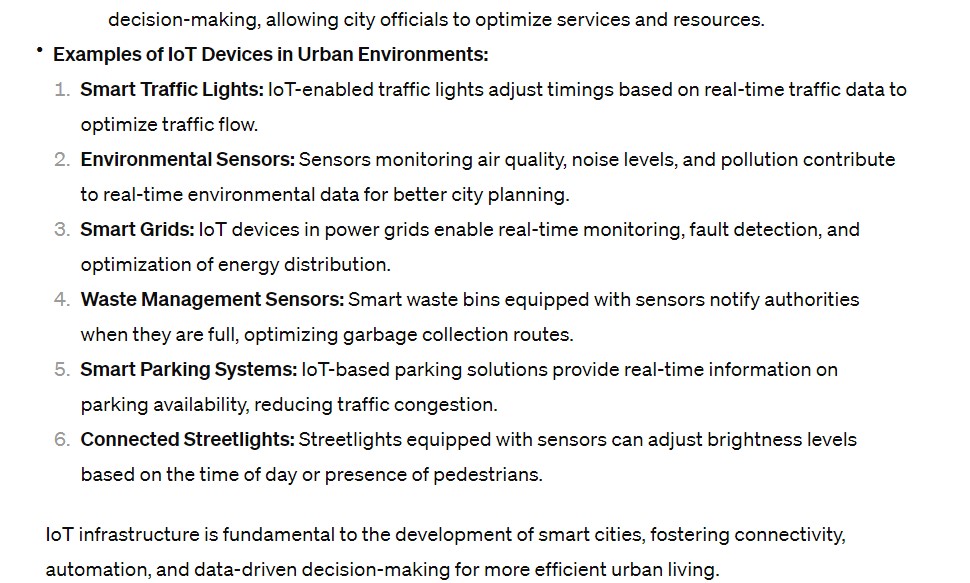 decision-making, allowing city officials to optimize services and resources.
• Examples of IoT Devices in Urban Environments:
1. Smart Traffic Lights: IoT-enabled traffic lights adjust timings based on real-time traffic data to
optimize traffic flow.
2. Environmental Sensors: Sensors monitoring air quality, noise levels, and pollution contribute
to real-time environmental data for better city planning.
3. Smart Grids: IoT devices in power grids enable real-time monitoring, fault detection, and
optimization of energy distribution.
4. Waste Management Sensors: Smart waste bins equipped with sensors notify authorities
when they are full, optimizing garbage collection routes.
5. Smart Parking Systems: IoT-based parking solutions provide real-time information on
parking availability, reducing traffic congestion.
6. Connected Streetlights: Streetlights equipped with sensors can adjust brightness levels
based on the time of day or presence of pedestrians.
IoT infrastructure is fundamental to the development of smart cities, fostering connectivity,
automation, and data-driven decision-making for more efficient urban living.